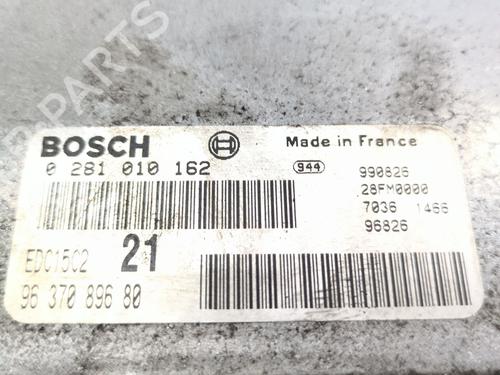 BOSCH
Made in France
0 281 010 162
944
990826
28FM0000
7036 1466
96826
EDC15C2 21
96 370 896 80
B-PARTS